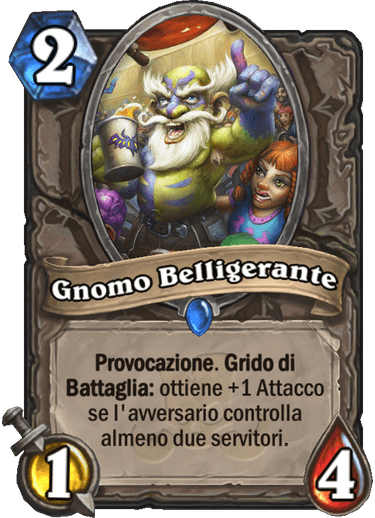 2
Gnomo Belligerante
Provocazione. Grido di
Battaglia: ottiene +1 Attacco
se l'avversario controlla
almeno due servitori.
1
4